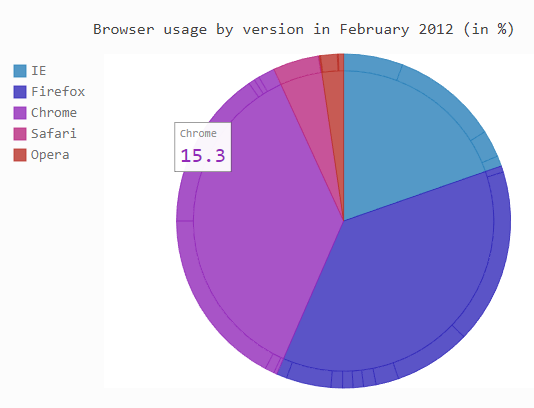 Browser usage by version in February 2012 (in %)
IE
Firefox
Chrome
Safari
Opera
Chrome
15.3